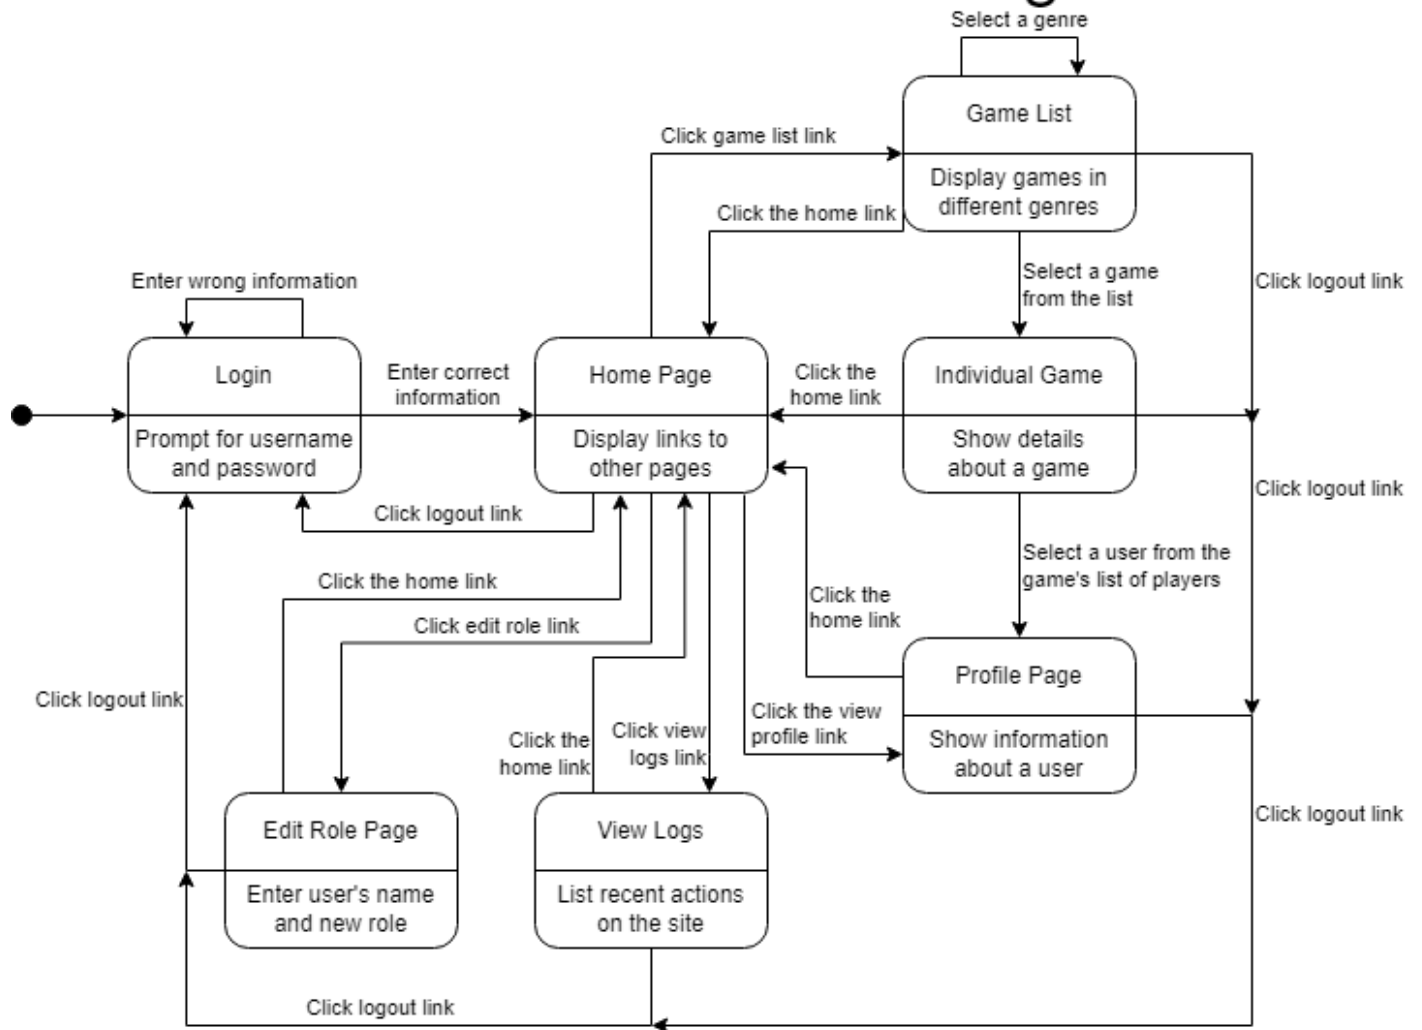 Select a genre
Game List
Click game list link
Display games in
different genres
Click the home link
Select a game
from the list
Click logout link
Enter wrong information
Login
Prompt for username
and password
Enter correct
information
Home Page
Display links to
other pages
Click the
home link
Individual Game
Show details
about a game
Click logout link
Click logout link
Click the home link
Click edit role link
Select a user from the
game's list of players
Click the
home link
Profile Page
Show information
about a user
Click logout link
Click the
home link
Click view
logs link
Click the view
profile link
Click logout link
Edit Role Page
Enter user's name
and new role
View Logs
List recent actions
on the site
Click logout link